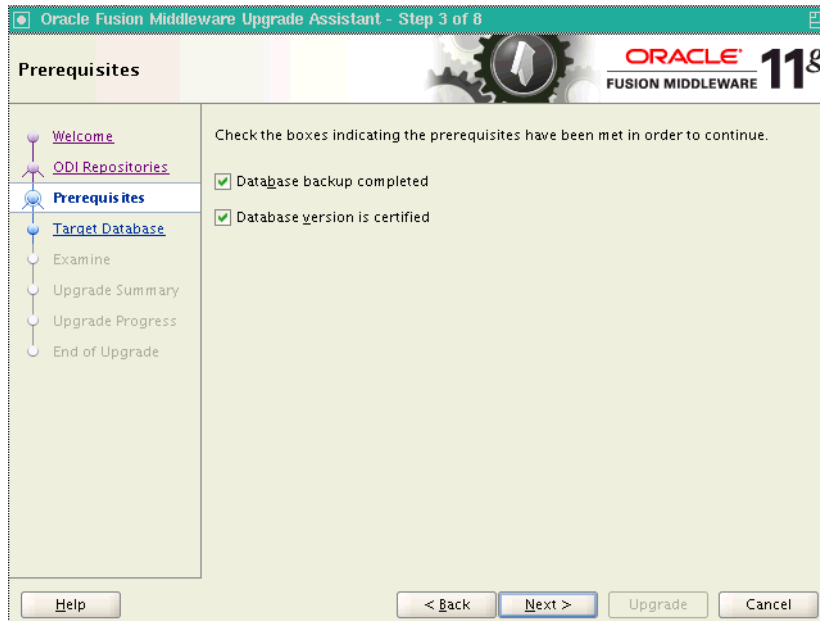 Oracle Fusion Middleware Upgrade Assistant - Step 3 of 8
Prerequisites
ORACLE
FUSION MIDDLEWARE
11g
Welcome
ODI Repositories
Prerequisites
Target Database
Examine
Upgrade Summary
Upgrade Progress
End of Upgrade
Check the boxes indicating the prerequisites have been met in order to continue.
Database backup completed
Database version is certified
Help
< Back
Next >
Upgrade
Cancel